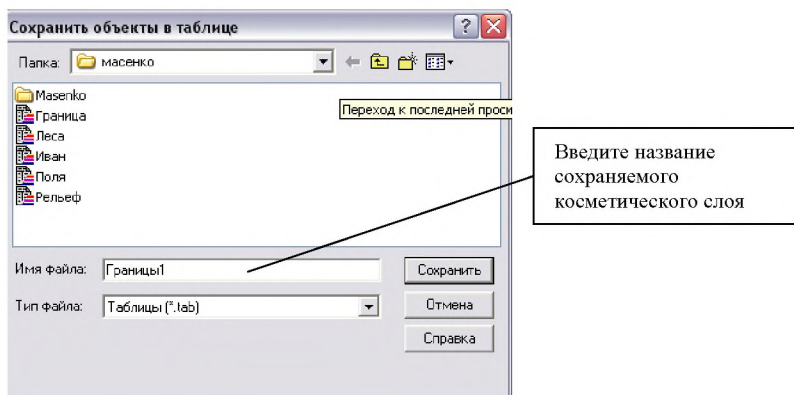 Сохранить объекты в таблице
Папка: масенко
Masenko
Граница
Леса
Иван
Поля
Рельеф
Переход к последней проси
Введите название
сохраняемого
косметического слоя
Имя файла: Границы1 Сохранить
Тип файла: Таблицы (*.tab) Отмена
Справка